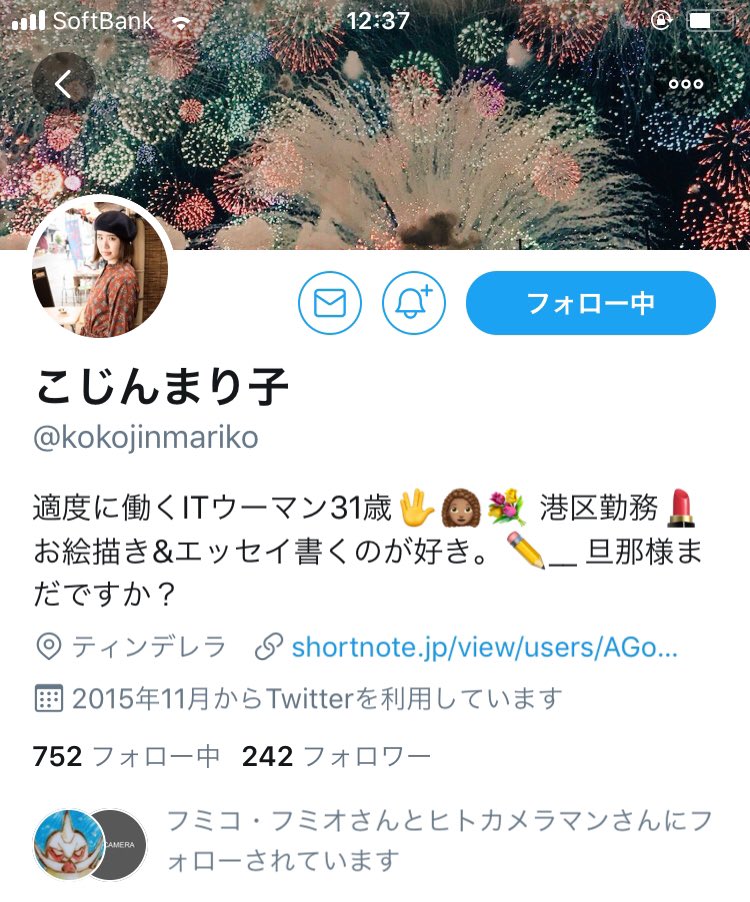 SoftBank 12:37
フォロー中
こじんまり子
@kokojinmariko
適度に働くITウーマン31歳🖖👩🏽‍🦱💐 港区勤務💄
お絵描き&エッセイ書くのが好き。✏️__ 旦那様ま
だですか？
ティンデレラ shortnote.jp/view/users/AGo...
2015年11月からTwitterを利用しています
752 フォロー中 242 フォロワー
CAMERA
フミコ・フミオさんとヒトカメラマンさんにフ
ォローされています